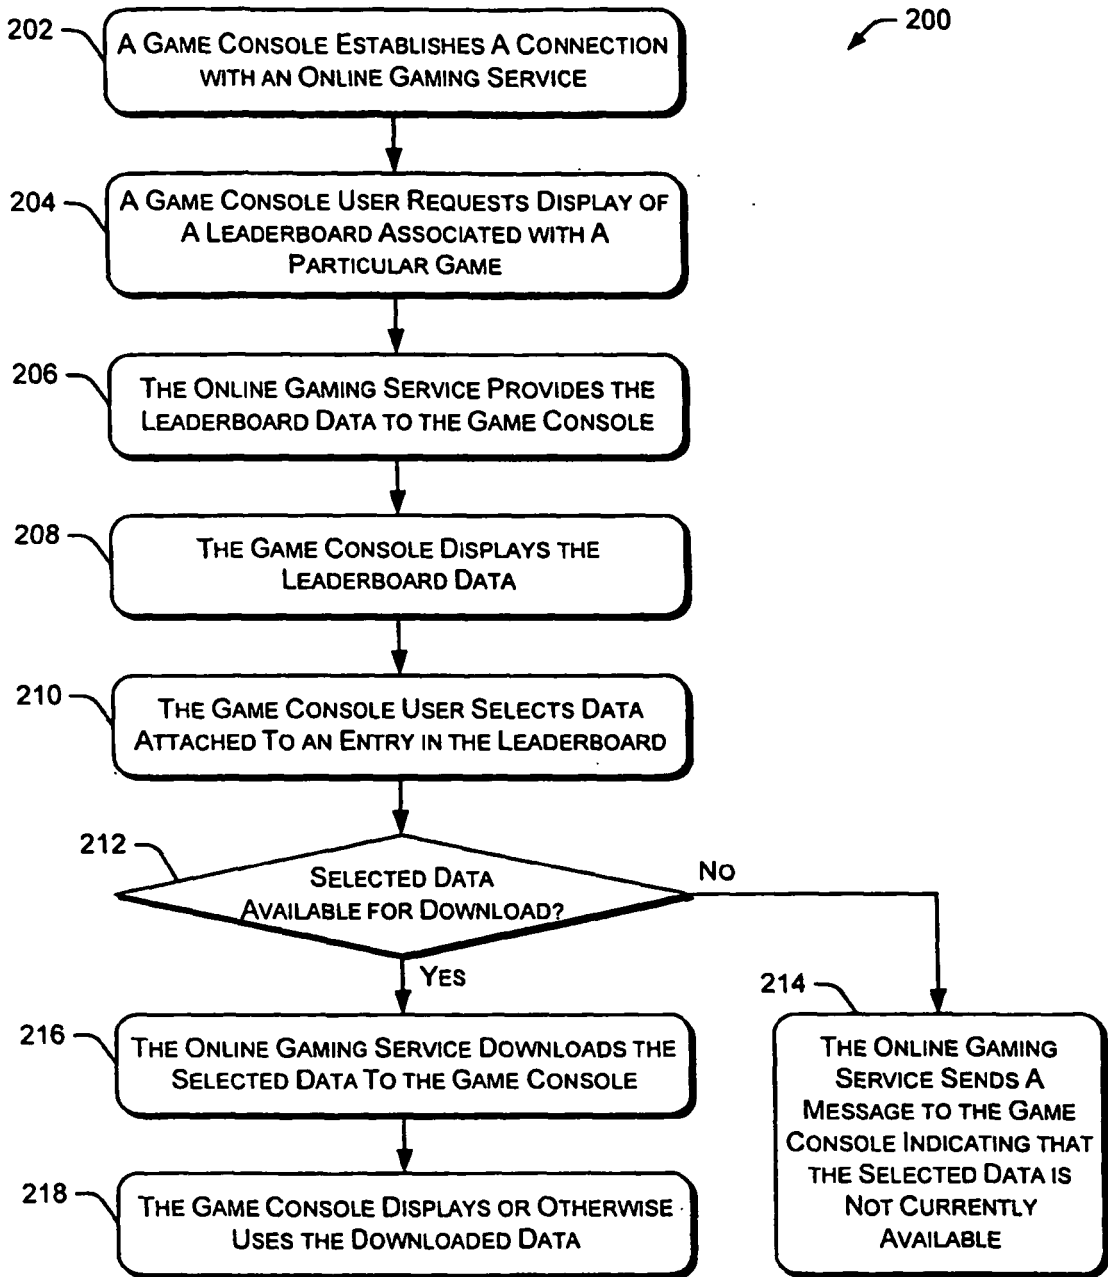 200
202
A GAME CONSOLE ESTABLISHES A CONNECTION
WITH AN ONLINE GAMING SERVICE
204
A GAME CONSOLE USER REQUESTS DISPLAY OF
A LEADERBOARD ASSOCIATED WITH A
PARTICULAR GAME
206
THE ONLINE GAMING SERVICE PROVIDES THE
LEADERBOARD DATA TO THE GAME CONSOLE
208
THE GAME CONSOLE DISPLAYS THE
LEADERBOARD DATA
210
THE GAME CONSOLE USER SELECTS DATA
ATTACHED TO AN ENTRY IN THE LEADERBOARD
212
SELECTED DATA
AVAILABLE FOR DOWNLOAD?
NO
YES
214
THE ONLINE GAMING
SERVICE SENDS A
MESSAGE TO THE GAME
CONSOLE INDICATING THAT
THE SELECTED DATA IS
NOT CURRENTLY
AVAILABLE
216
THE ONLINE GAMING SERVICE DOWNLOADS THE
SELECTED DATA TO THE GAME CONSOLE
218
THE GAME CONSOLE DISPLAYS OR OTHERWISE
USES THE DOWNLOADED DATA